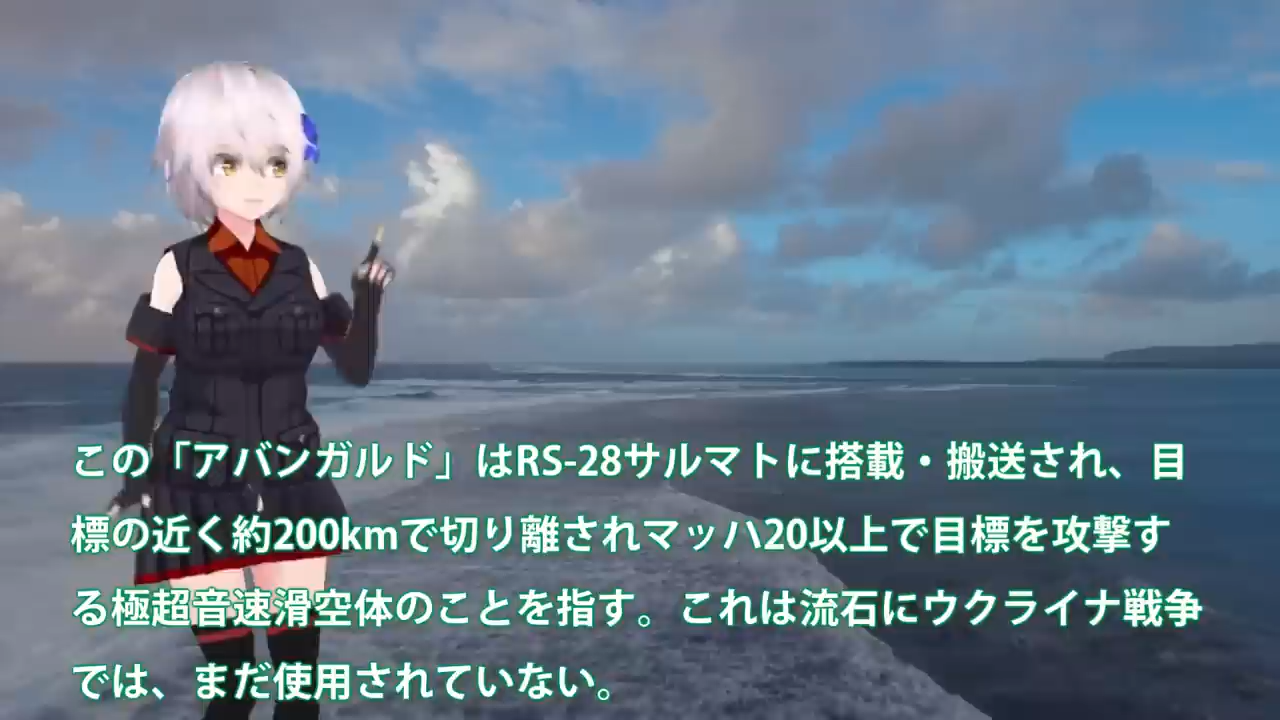 この「アバンガルド」はRS-28サルマトに搭載・搬送され、目
標の近く約200kmで切り離されマッハ20以上で目標を攻撃す
る極超音速滑空体のことを指す。これは流石にウクライナ戦争
では、まだ使用されていない。